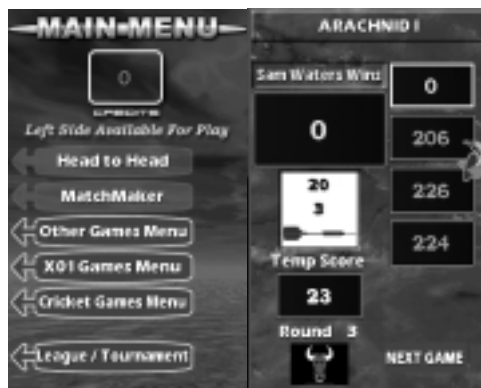 MAIN-MENU
0
CREDITS
Left Side Available For Play
Head to Head
MatchMaker
Other Games Menu
X01 Games Menu
Cricket Games Menu
League / Tournament
ARACHNID I
Sam Waters Wins
0
20
3
Temp Score
23
Round 3
0
206
226
224
NEXT GAME